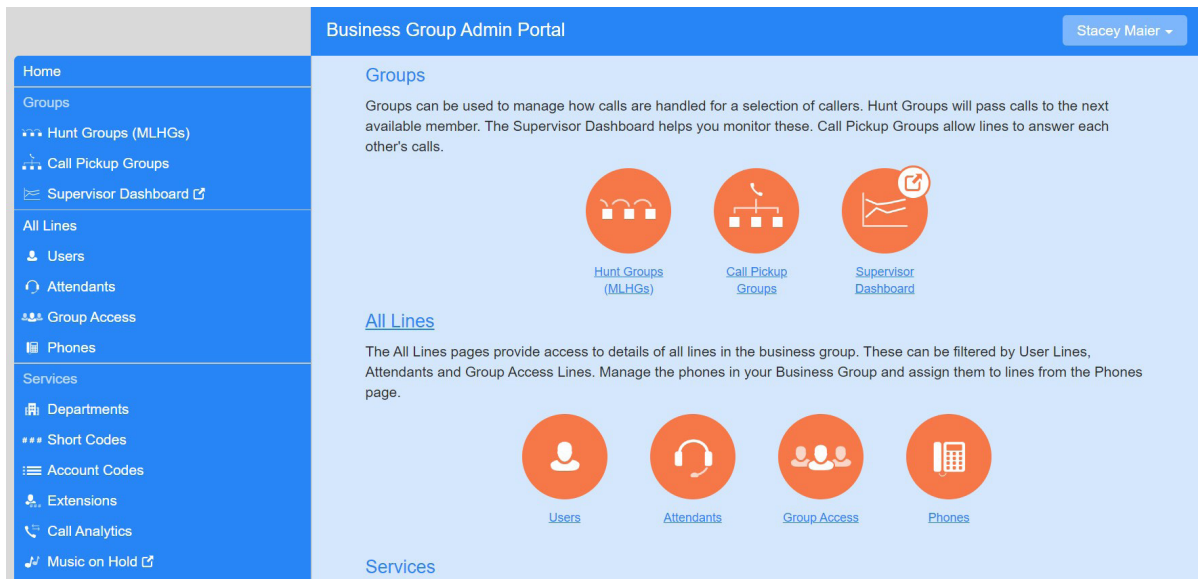 Business Group Admin Portal
Stacey Maier
Home
Groups
Hunt Groups (MLHGs)
Call Pickup Groups
Supervisor Dashboard
All Lines
Users
Attendants
Group Access
Phones
Services
Departments
### Short Codes
Account Codes
Extensions
Call Analytics
Music on Hold
Groups
Groups can be used to manage how calls are handled for a selection of callers. Hunt Groups will pass calls to the next
available member. The Supervisor Dashboard helps you monitor these. Call Pickup Groups allow lines to answer each
other's calls.
Hunt Groups
(MLHGs)
Call Pickup
Groups
Supervisor
Dashboard
All Lines
The All Lines pages provide access to details of all lines in the business group. These can be filtered by User Lines,
Attendants and Group Access Lines. Manage the phones in your Business Group and assign them to lines from the Phones
page.
Users
Attendants
Group Access
Phones
Services